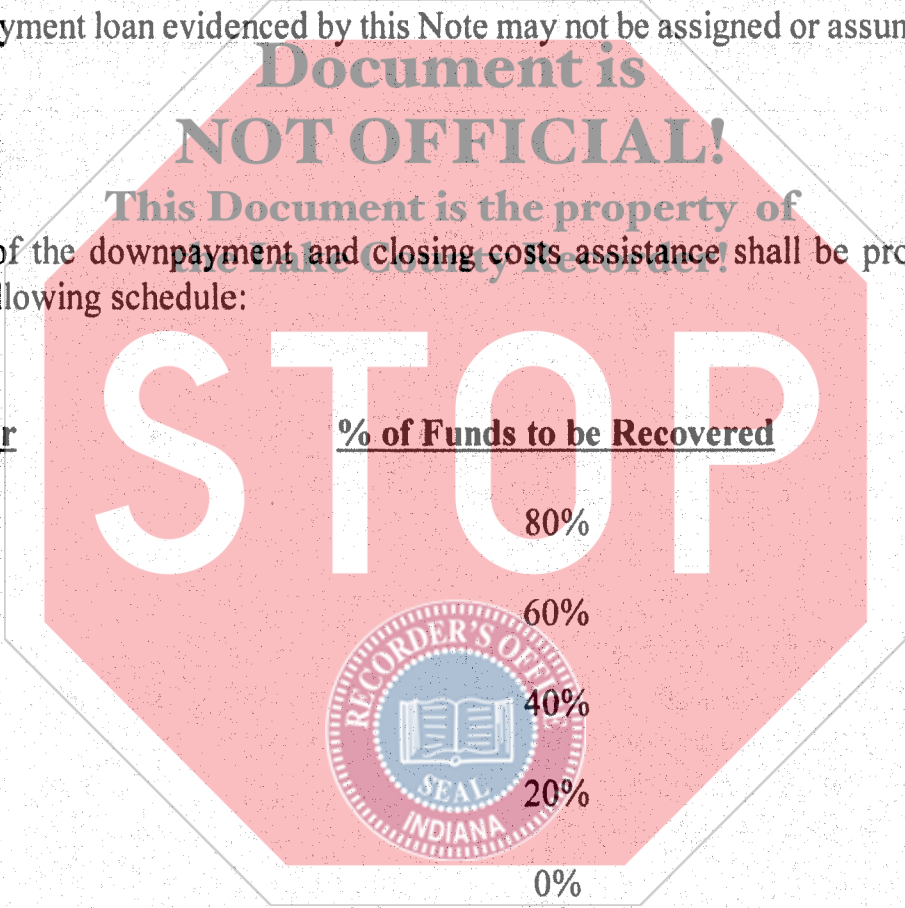 yment loan evidenced by this Note may not be assigned or assum
Document is
NOT OFFICIAL!
This Document is the property of
the Lake County Recorder!
of the downpayment and closing costs assistance shall be pro
llowing schedule:
STOP
r % of Funds to be Recovered
80%
60%
RECORDER'S OFFICE
40%
SEAL
20%
INDIANA
0%